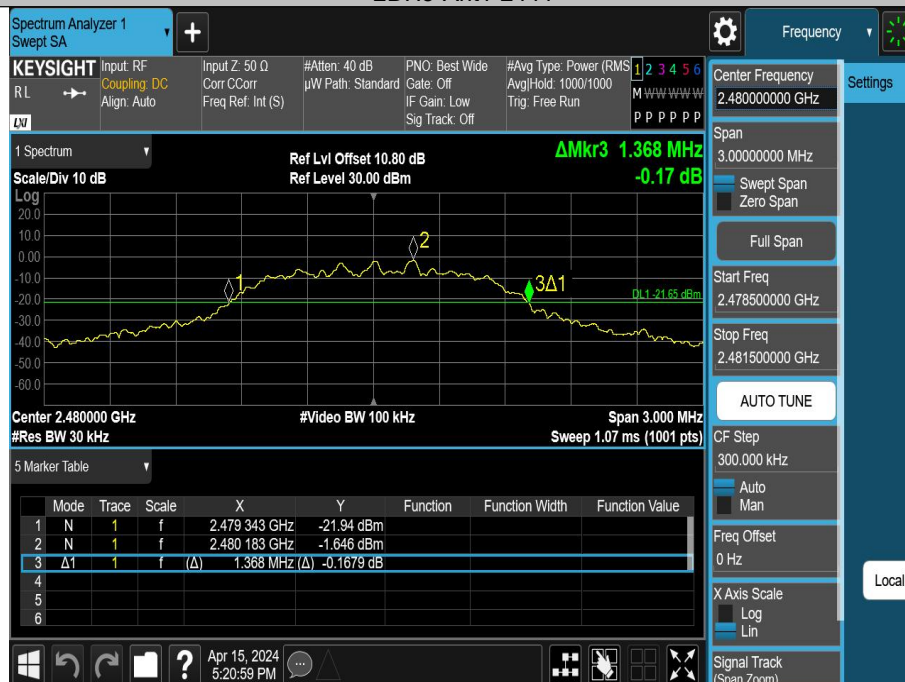 Spectrum Analyzer 1
Swept SA
Frequency
KEYSIGHT
R L
LXI
Input: RF
Coupling: DC
Align: Auto
Input Z: 50 Ω
Corr CCorr
Freq Ref: Int (S)
#Atten: 40 dB
µW Path: Standard
PNO: Best Wide
Gate: Off
IF Gain: Low
Sig Track: Off
#Avg Type: Power (RMS
Avg|Hold: 1000/1000
Trig: Free Run
1 2 3 4 5 6
M W W W W W
P P P P P P
1 Spectrum
Scale/Div 10 dB
Ref Lvl Offset 10.80 dB
Ref Level 30.00 dBm
ΔMkr3 1.368 MHz
-0.17 dB
Log
20.0
10.0
0.00
-10.0
-20.0
-30.0
-40.0
-50.0
-60.0
1
2
3Δ1
DL1 -21.65 dBm
Center 2.480000 GHz
#Video BW 100 kHz
Span 3.000 MHz
#Res BW 30 kHz
Sweep 1.07 ms (1001 pts)
5 Marker Table
Mode Trace Scale X Y Function Function Width Function Value
1 N 1 f 2.479 343 GHz -21.94 dBm
2 N 1 f 2.480 183 GHz -1.646 dBm
3 Δ1 1 f (Δ) 1.368 MHz (Δ) -0.1679 dB
4
5
6
Apr 15, 2024
5:20:59 PM
Settings
Center Frequency
2.480000000 GHz
Span
3.00000000 MHz
Swept Span
Zero Span
Full Span
Start Freq
2.478500000 GHz
Stop Freq
2.481500000 GHz
AUTO TUNE
CF Step
300.000 kHz
Auto
Man
Freq Offset
0 Hz
X Axis Scale
Log
Lin
Signal Track
(Span Zoom)
Local